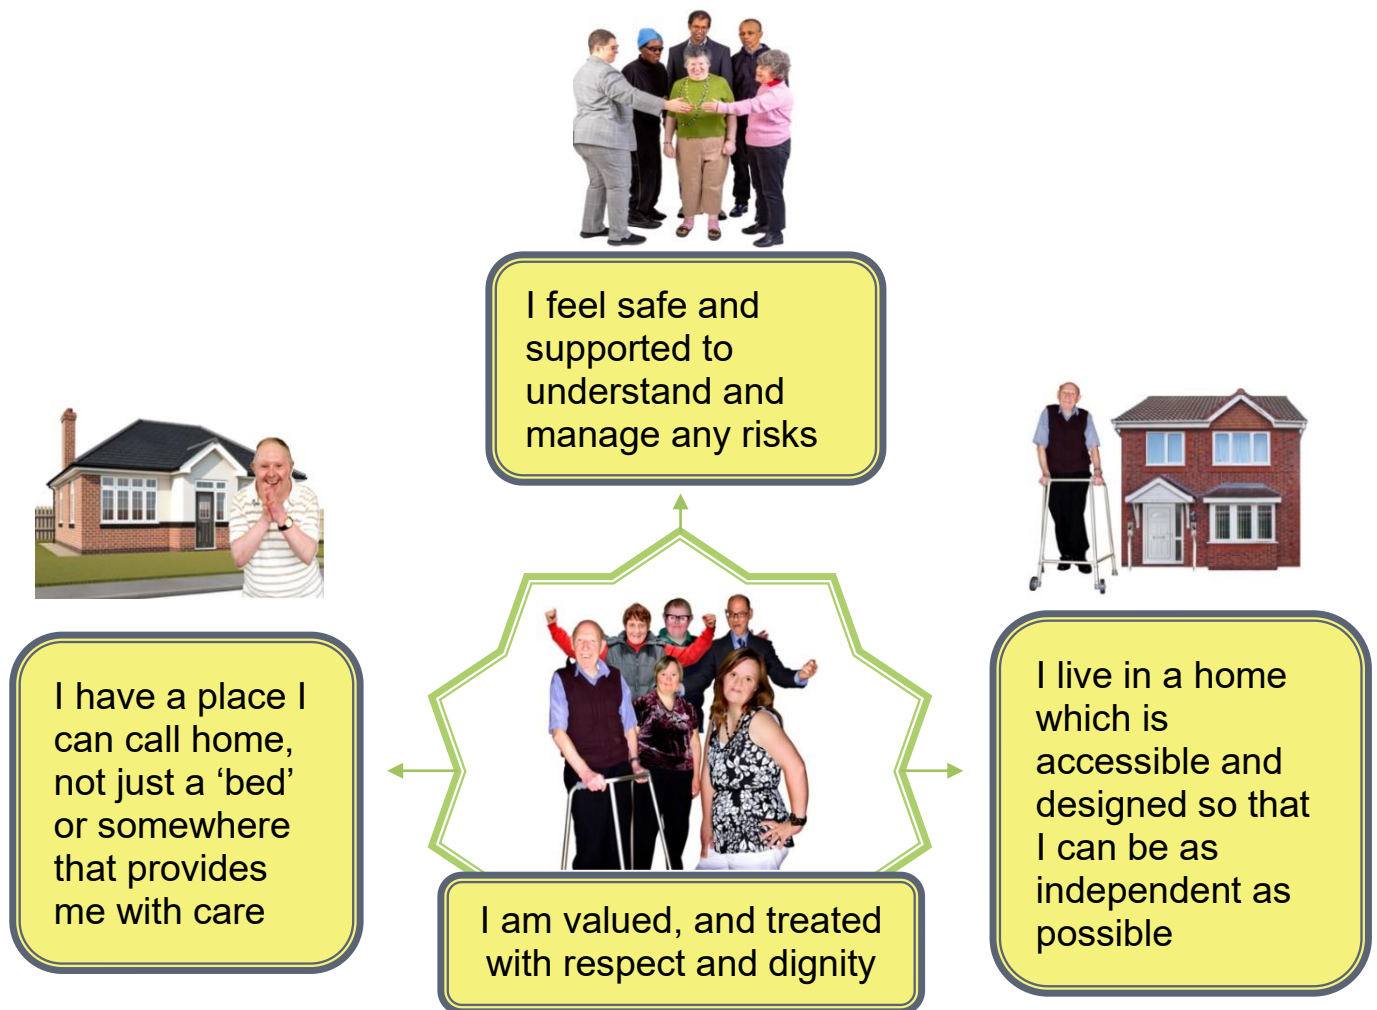 I feel safe and
supported to
understand and
manage any risks
I have a place I
can call home,
not just a ‘bed’
or somewhere
that provides
me with care
I live in a home
which is
accessible and
designed so that
I can be as
independent as
possible
I am valued, and treated
with respect and dignity